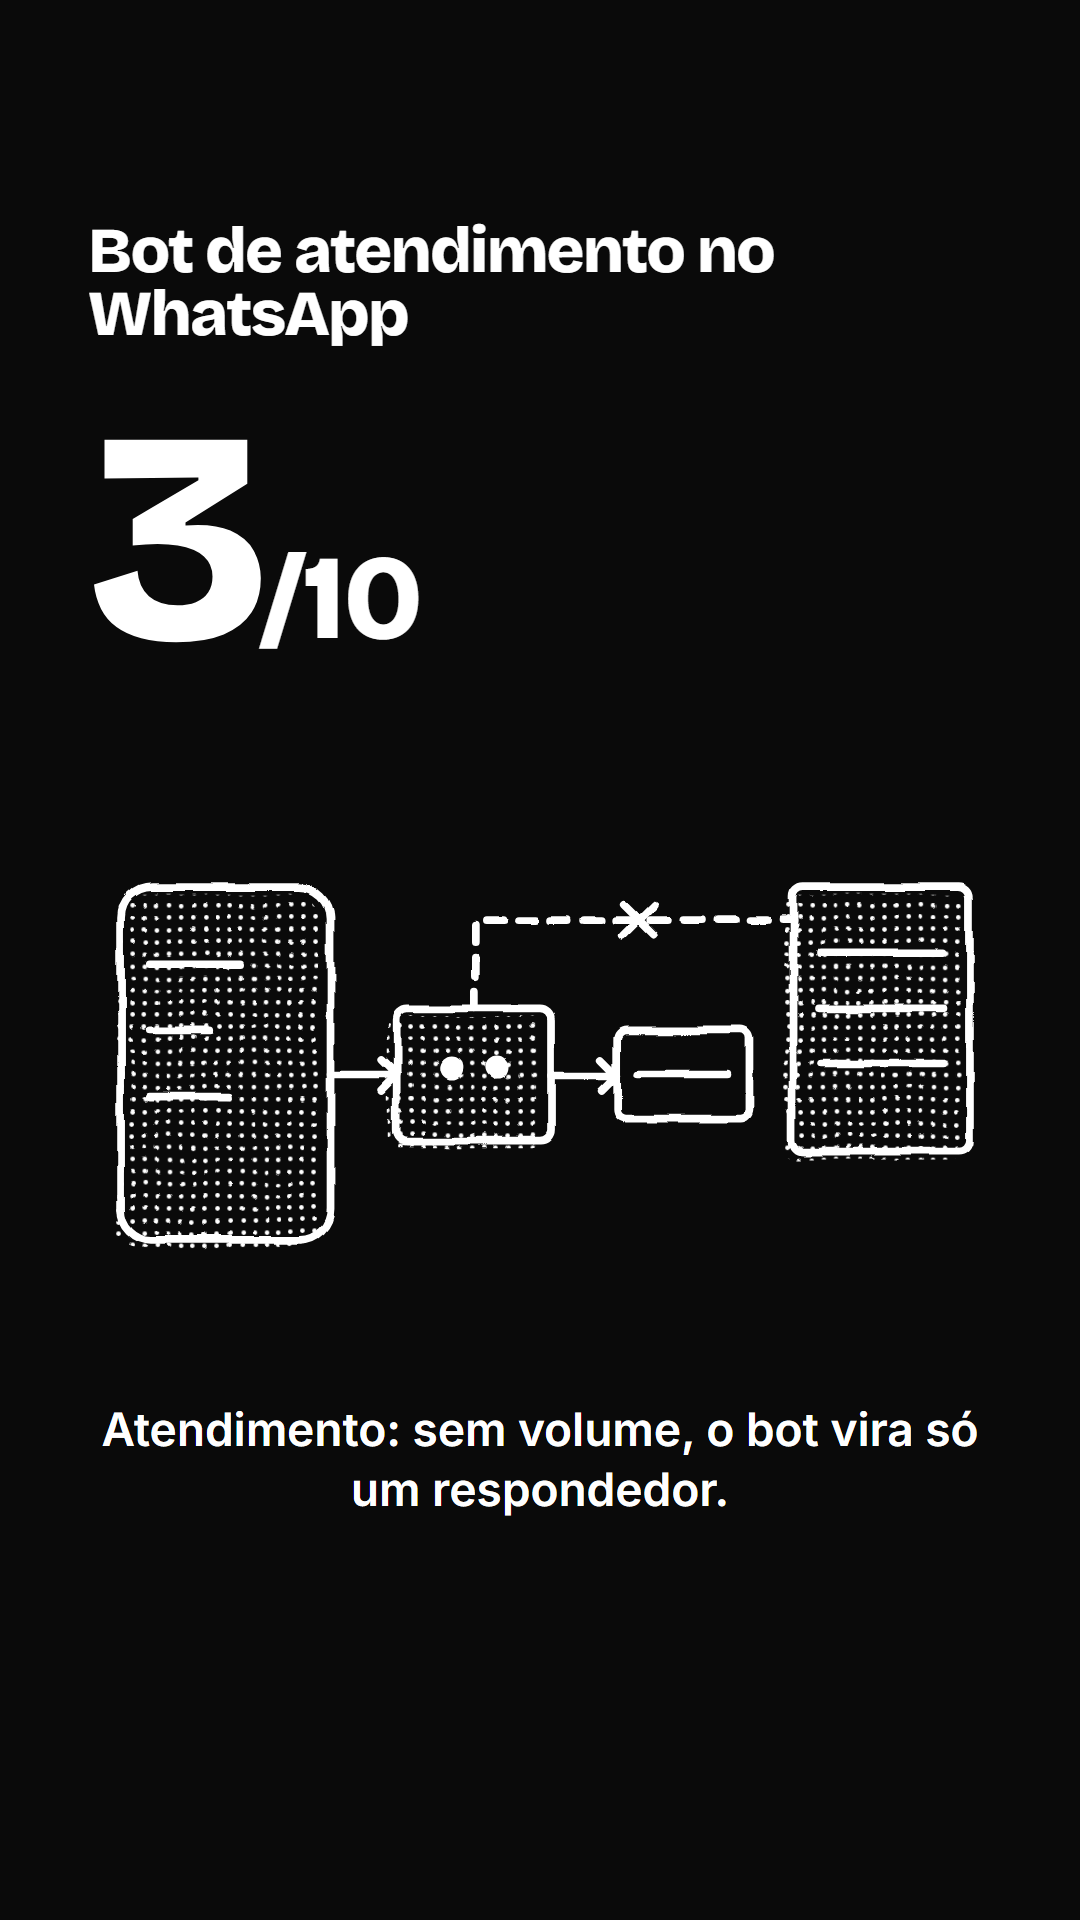 Bot de atendimento no
WhatsApp
3/10
Atendimento: sem volume, o bot vira só
um respondedor.